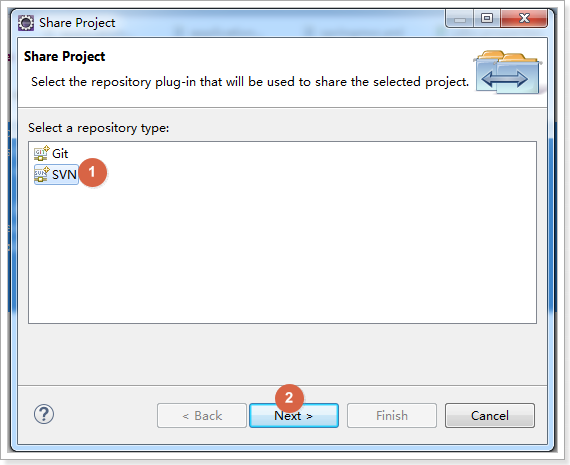 Share Project
Share Project
Select the repository plug-in that will be used to share the selected project.
Select a repository type:
Git
SVN 1
2
< Back Next > Finish Cancel